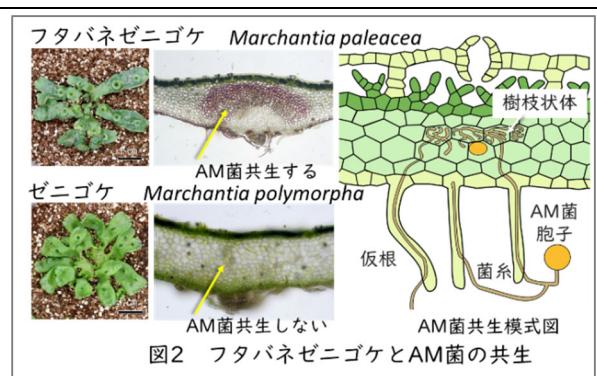 フタバネゼニゴケ Marchantia paleacea
AM菌共生する
ゼニゴケ Marchantia polymorpha
AM菌共生しない
樹枝状体
AM菌
胞子
仮根
菌糸
AM菌共生模式図
図2 フタバネゼニゴケとAM菌の共生